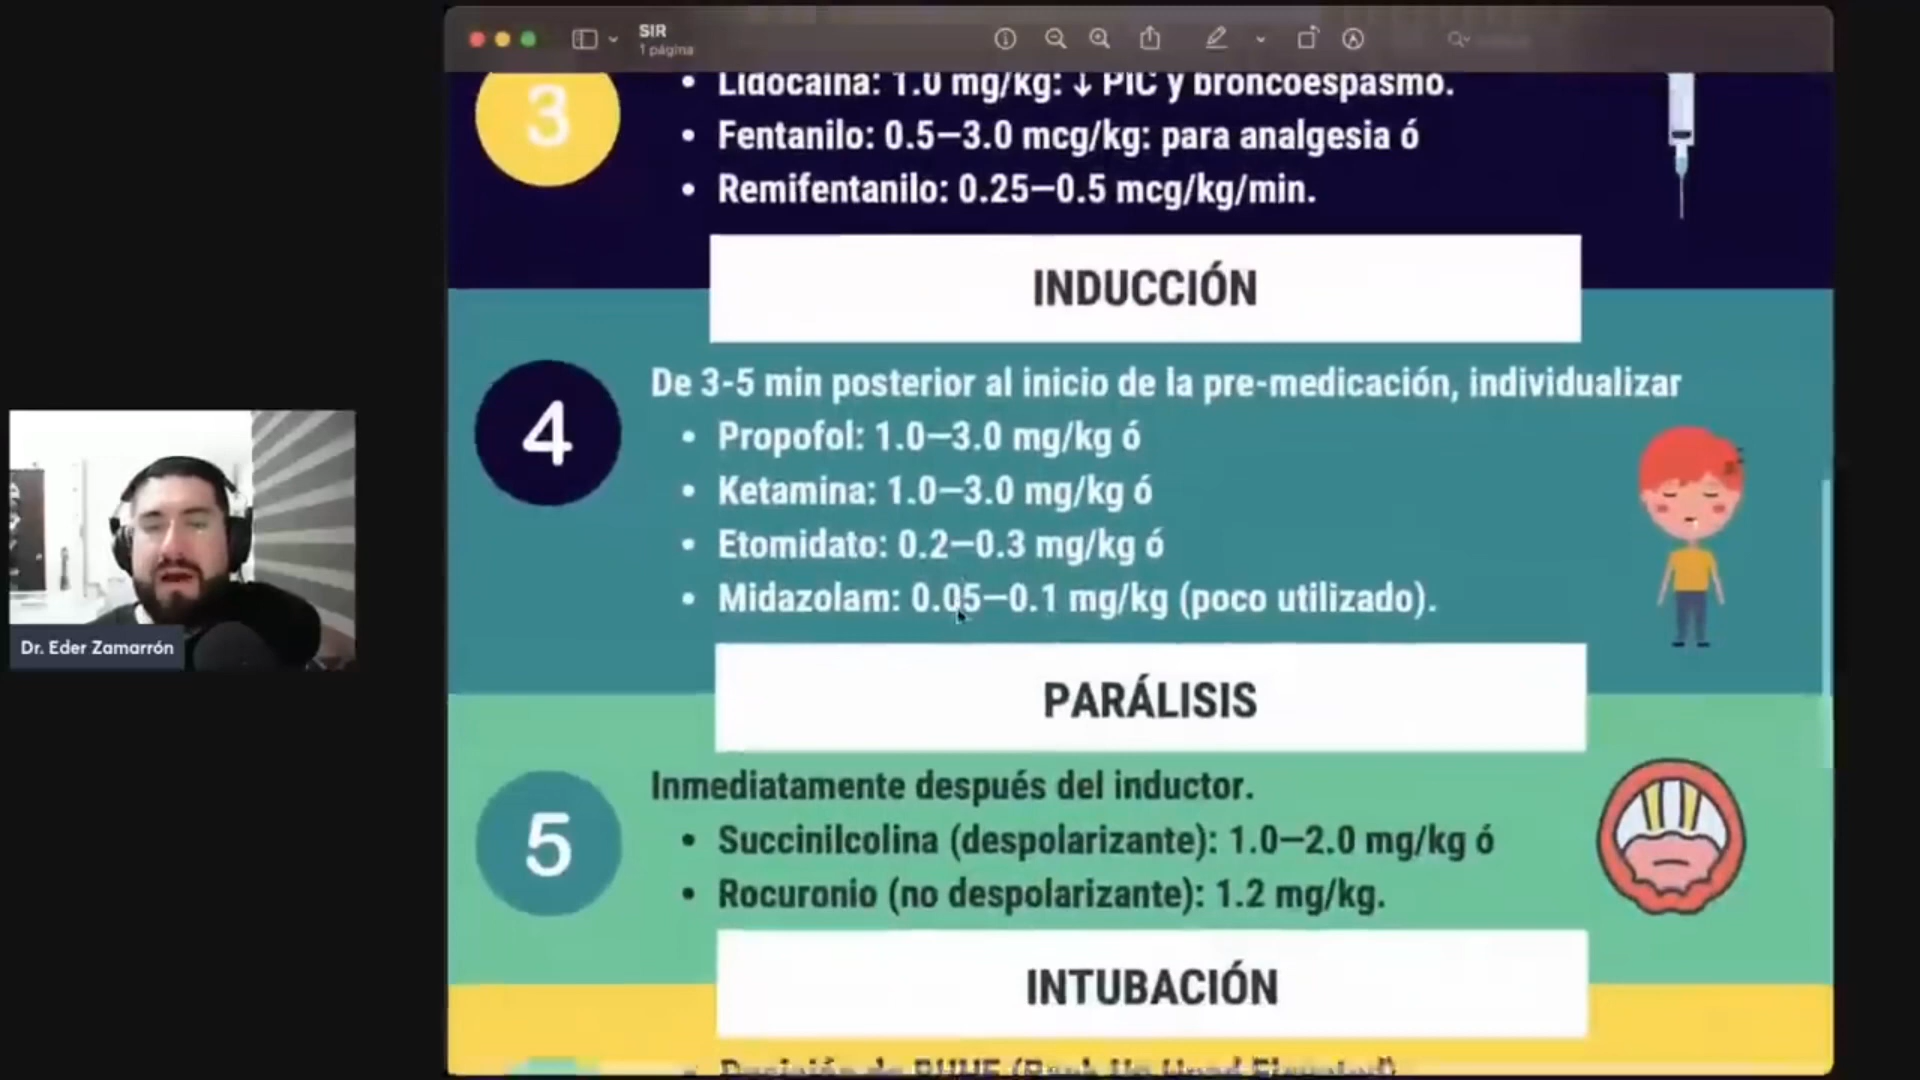 SIR
1 página
3
• Lidocaína: 1.0 mg/kg: ↓ PIC y broncoespasmo.
• Fentanilo: 0.5—3.0 mcg/kg: para analgesia ó
• Remifentanilo: 0.25—0.5 mcg/kg/min.
INDUCCIÓN
4
De 3-5 min posterior al inicio de la pre-medicación, individualizar
• Propofol: 1.0—3.0 mg/kg ó
• Ketamina: 1.0—3.0 mg/kg ó
• Etomidato: 0.2—0.3 mg/kg ó
• Midazolam: 0.05—0.1 mg/kg (poco utilizado).
Dr. Eder Zamarrón
PARÁLISIS
5
Inmediatamente después del inductor.
• Succinilcolina (despolarizante): 1.0—2.0 mg/kg ó
• Rocuronio (no despolarizante): 1.2 mg/kg.
INTUBACIÓN